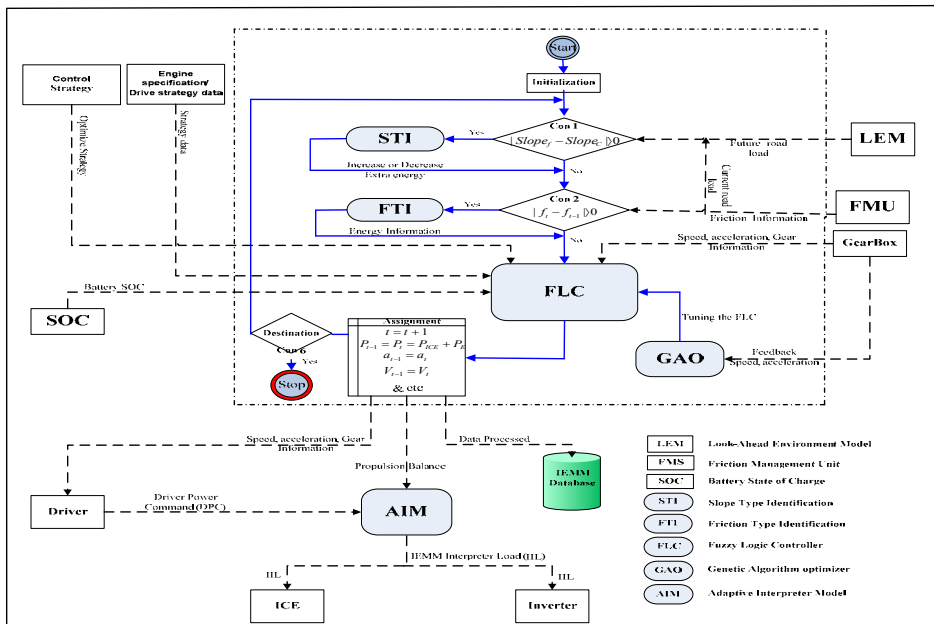 Start
Initialization
Control
Strategy
Engine specification/
Drive strategy data
Optimize Strategy
Strategy data
Con 1
|Slope_f − Slope_C|⟩0
Yes
STI
Increase or Decrease
Extra energy
No
Future road
load
LEM
Current road
load
Con 2
| f_t − f_{t−1} |⟩0
Yes
FTI
Energy Information
No
Friction Information
FMU
Speed, acceleration, Gear
Information
GearBox
FLC
Battery SOC
SOC
Tuning the FLC
GAO
Feedback
Speed, acceleration
Destination
Con 6
Yes
Stop
Assignment
t = t + 1
P_{t−1} = P_t = P_{ICE} + P_E
a_{t−1} = a_t
V_{t−1} = V_t
& etc
Speed, acceleration, Gear
Information
Propulsion Balance
Data Processed
IEMM
Database
Driver
Driver Power
Command (DPC)
AIM
IEMM Interpreter Load (IIL)
IIL
IIL
ICE
Inverter
LEM Look-Ahead Environment Model
FMS Friction Management Unit
SOC Battery State of Charge
STI Slope Type Identification
FTI Friction Type Identification
FLC Fuzzy Logic Controller
GAO Genetic Algorithm optimizer
AIM Adaptive Interpreter Model